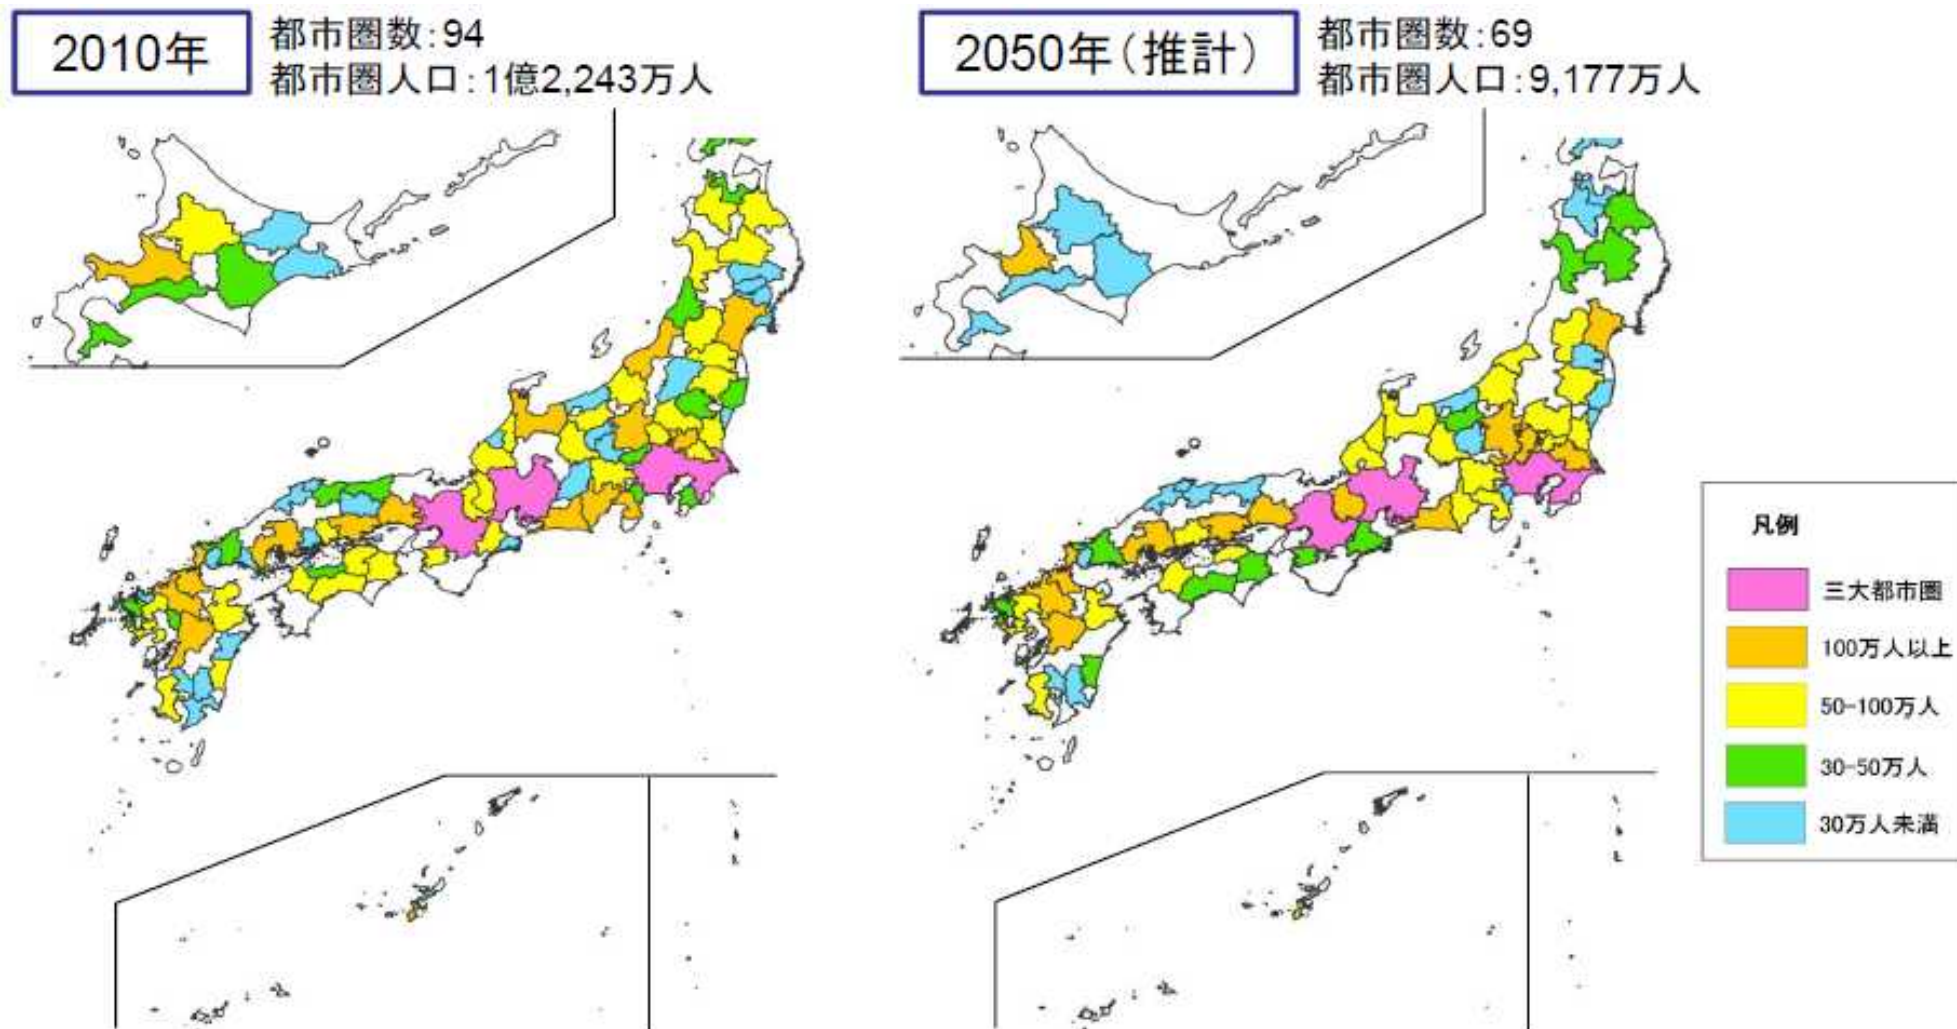 2010年
都市圏数:94
都市圏人口:1億2,243万人
2050年(推計)
都市圏数:69
都市圏人口:9,177万人
凡例
三大都市圏
100万人以上
50-100万人
30-50万人
30万人未満